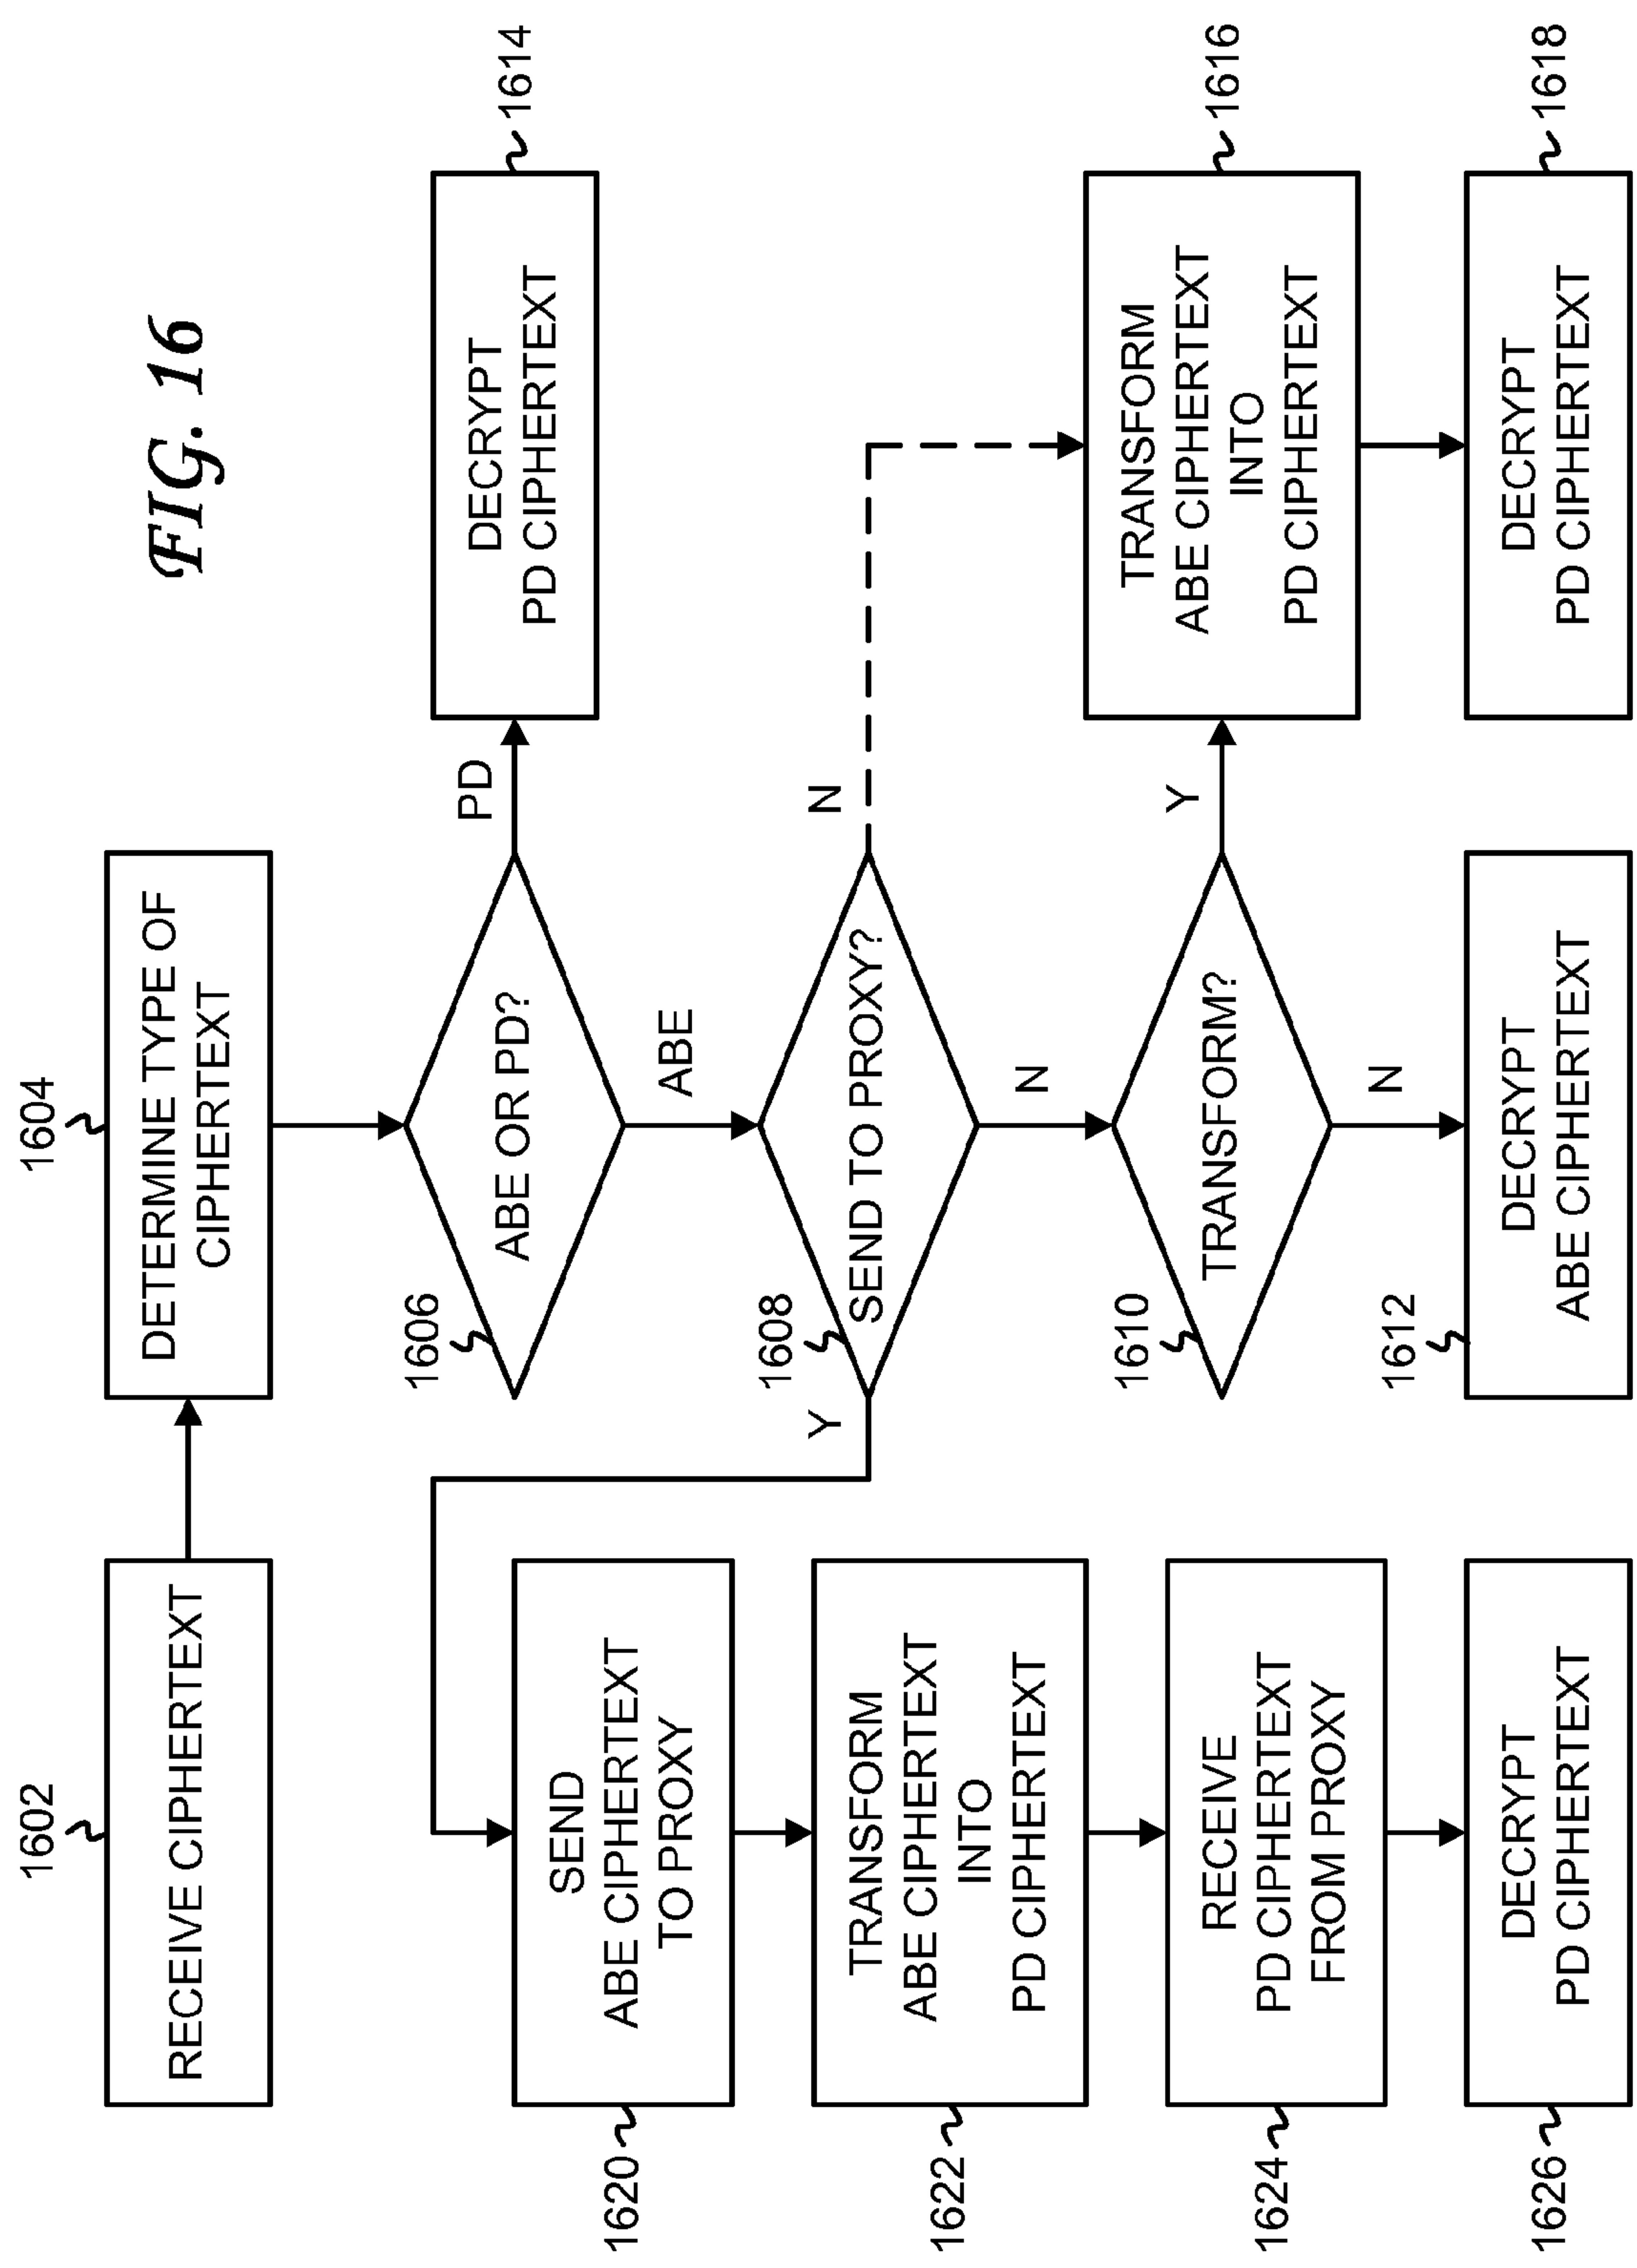 FIG. 16
1602
RECEIVE CIPHERTEXT
1604
DETERMINE TYPE OF
CIPHERTEXT
1606
ABE OR PD?
PD
DECRYPT
PD CIPHERTEXT
1614
ABE
1608
SEND TO PROXY?
Y
N
N
1610
TRANSFORM?
Y
N
1612
DECRYPT
ABE CIPHERTEXT
TRANSFORM
ABE CIPHERTEXT
INTO
PD CIPHERTEXT
1616
DECRYPT
PD CIPHERTEXT
1618
1620
SEND
ABE CIPHERTEXT
TO PROXY
1622
TRANSFORM
ABE CIPHERTEXT
INTO
PD CIPHERTEXT
1624
RECEIVE
PD CIPHERTEXT
FROM PROXY
1626
DECRYPT
PD CIPHERTEXT